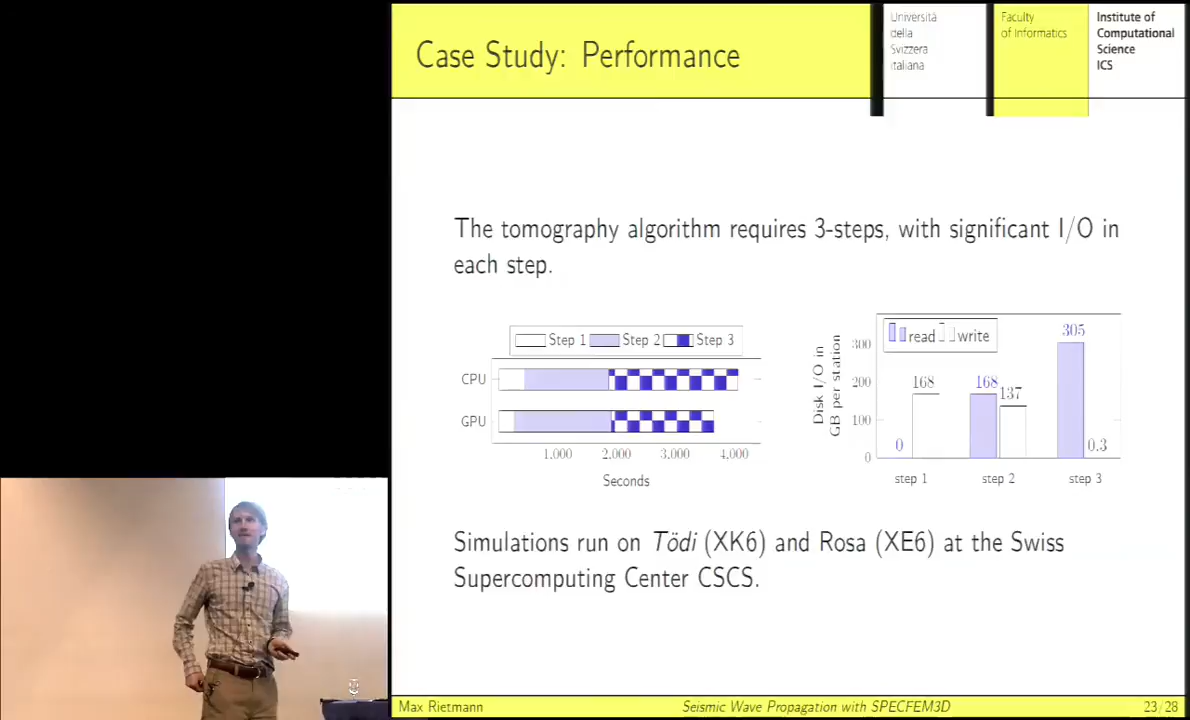 Case Study: Performance
Università
della
Svizzera
italiana
Faculty
of Informatics
Institute of
Computational
Science
ICS
The tomography algorithm requires 3-steps, with significant I/O in
each step.
Step 1 Step 2 Step 3
CPU
GPU
1,000 2,000 3,000 4,000
Seconds
Disk I/O in
GB per station
300
200
100
0
read write
0 168 168 137 305 0.3
step 1 step 2 step 3
Simulations run on Tödi (XK6) and Rosa (XE6) at the Swiss
Supercomputing Center CSCS.
Max Rietmann Seismic Wave Propagation with SPECFEM3D 23/28